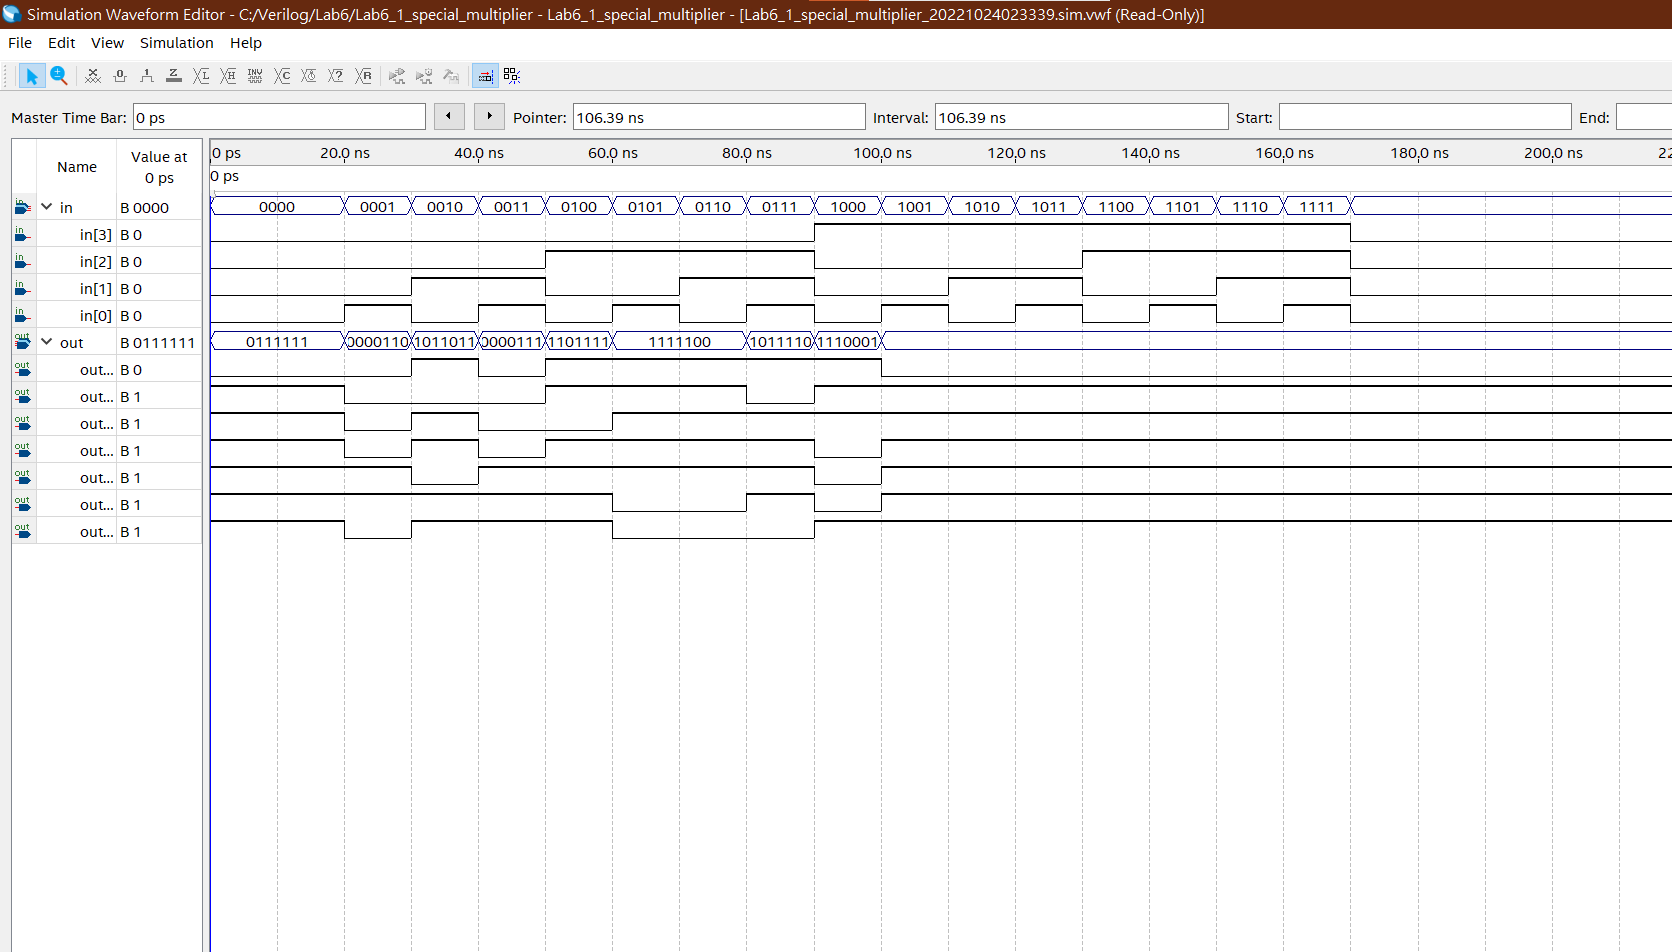 Simulation Waveform Editor - C:/Verilog/Lab6/Lab6_1_special_multiplier - Lab6_1_special_multiplier - [Lab6_1_special_multiplier_20221024023339.sim.vwf (Read-Only)]
File Edit View Simulation Help
Master Time Bar: 0 ps Pointer: 106.39 ns Interval: 106.39 ns Start: End:
Name Value at 0 ps
0 ps 20.0 ns 40.0 ns 60.0 ns 80.0 ns 100.0 ns 120.0 ns 140.0 ns 160.0 ns 180.0 ns 200.0 ns 22
0 ps
in B 0000 0000 0001 0010 0011 0100 0101 0110 0111 1000 1001 1010 1011 1100 1101 1110 1111
in[3] B 0
in[2] B 0
in[1] B 0
in[0] B 0
out B 0111111 0111111 0000110 1011011 0000111 1101111 1111100 1011110 1110001
out... B 0
out... B 1
out... B 1
out... B 1
out... B 1
out... B 1
out... B 1